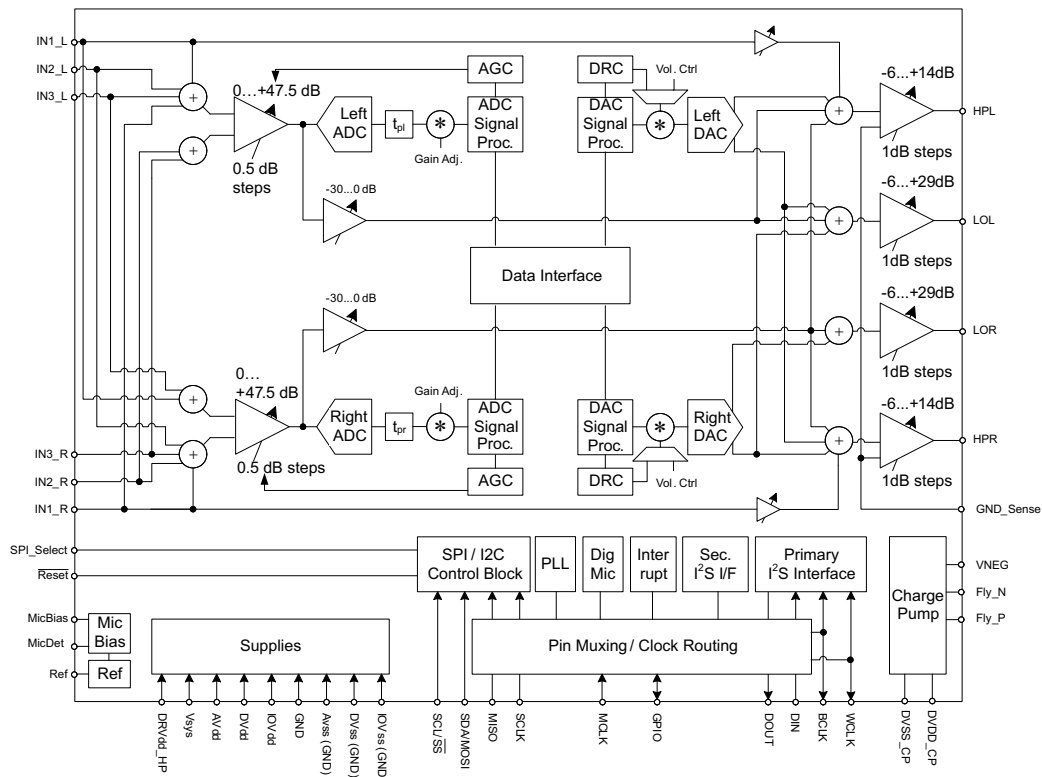 IN1_L
IN2_L
IN3_L
0…+47.5 dB
0.5 dB
steps
Left
ADC
tpl
*
Gain Adj.
AGC
ADC
Signal
Proc.
DRC
Vol. Ctrl
DAC
Signal
Proc.
*
Left
DAC
+
+
+
-6...+14dB
1dB steps
HPL
-30...0 dB
+
-6...+29dB
1dB steps
LOL
Data Interface
-30...0 dB
+
-6...+29dB
1dB steps
LOR
0…
+47.5 dB
0.5 dB steps
+
+
Right
ADC
tpr
Gain Adj.
*
ADC
Signal
Proc.
AGC
DAC
Signal
Proc.
DRC
*
Vol. Ctrl
Right
DAC
+
-6...+14dB
1dB steps
HPR
IN3_R
IN2_R
IN1_R
GND_Sense
SPI_Select
Reset
SPI / I2C
Control Block
PLL
Dig
Mic
Inter
rupt
Sec.
I2S I/F
Primary
I2S Interface
Charge
Pump
VNEG
Fly_N
Fly_P
MicBias
MicDet
Ref
Mic
Bias
Ref
Supplies
Pin Muxing / Clock Routing
DRVdd_HP
Vsys
AVdd
DVdd
IOVdd
GND
Avss (GND)
DVss (GND)
IOVss (GND
SCL/SS
SDA/MOSI
MISO
SCLK
MCLK
GPIO
DOUT
DIN
BCLK
WCLK
DVSS_CP
DVDD_CP